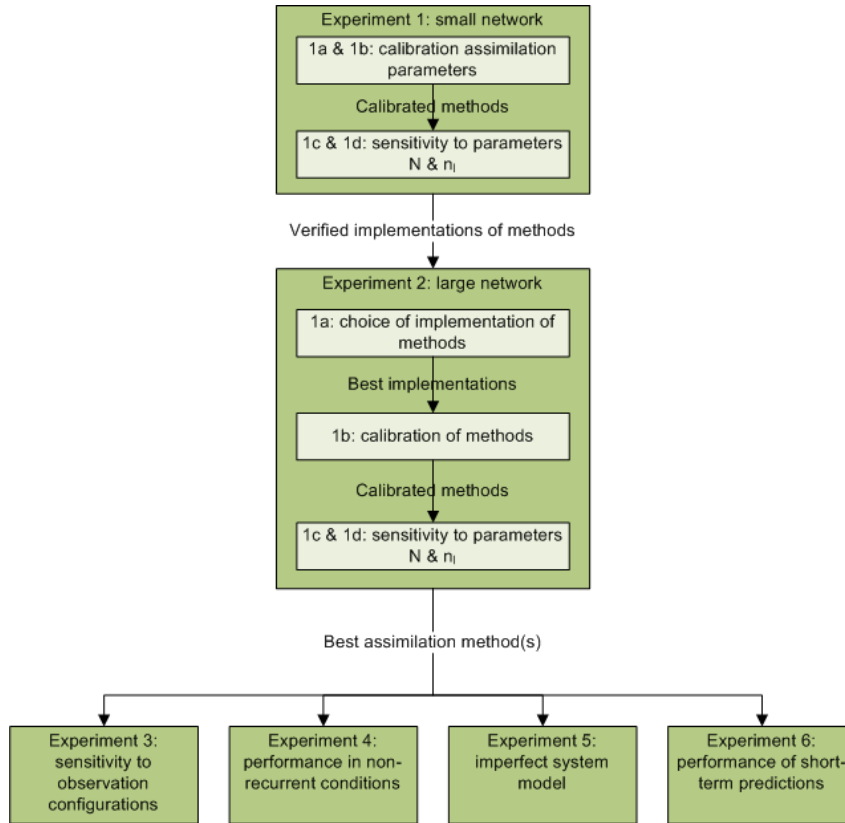 Experiment 1: small network
1a & 1b: calibration assimilation
parameters
Calibrated methods
1c & 1d: sensitivity to parameters
N & nₗ
Verified implementations of methods
Experiment 2: large network
1a: choice of implementation of
methods
Best implementations
1b: calibration of methods
Calibrated methods
1c & 1d: sensitivity to parameters
N & nₗ
Best assimilation method(s)
Experiment 3:
sensitivity to
observation
configurations
Experiment 4:
performance in non-
recurrent conditions
Experiment 5:
imperfect system
model
Experiment 6:
performance of short-
term predictions